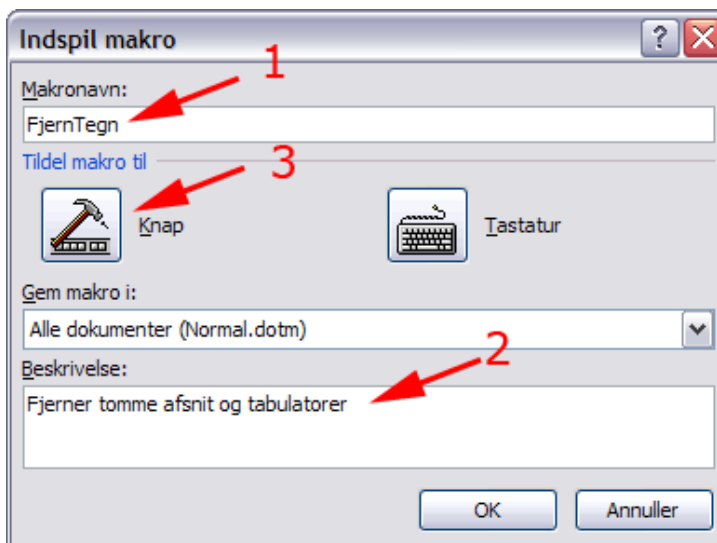 Indspil makro
1
Makronavn:
FjernTegn
Tildel makro til
3
Knap
Tastatur
Gem makro i:
Alle dokumenter (Normal.dotm)
2
Beskrivelse:
Fjerner tomme afsnit og tabulatorer
OK
Annuller